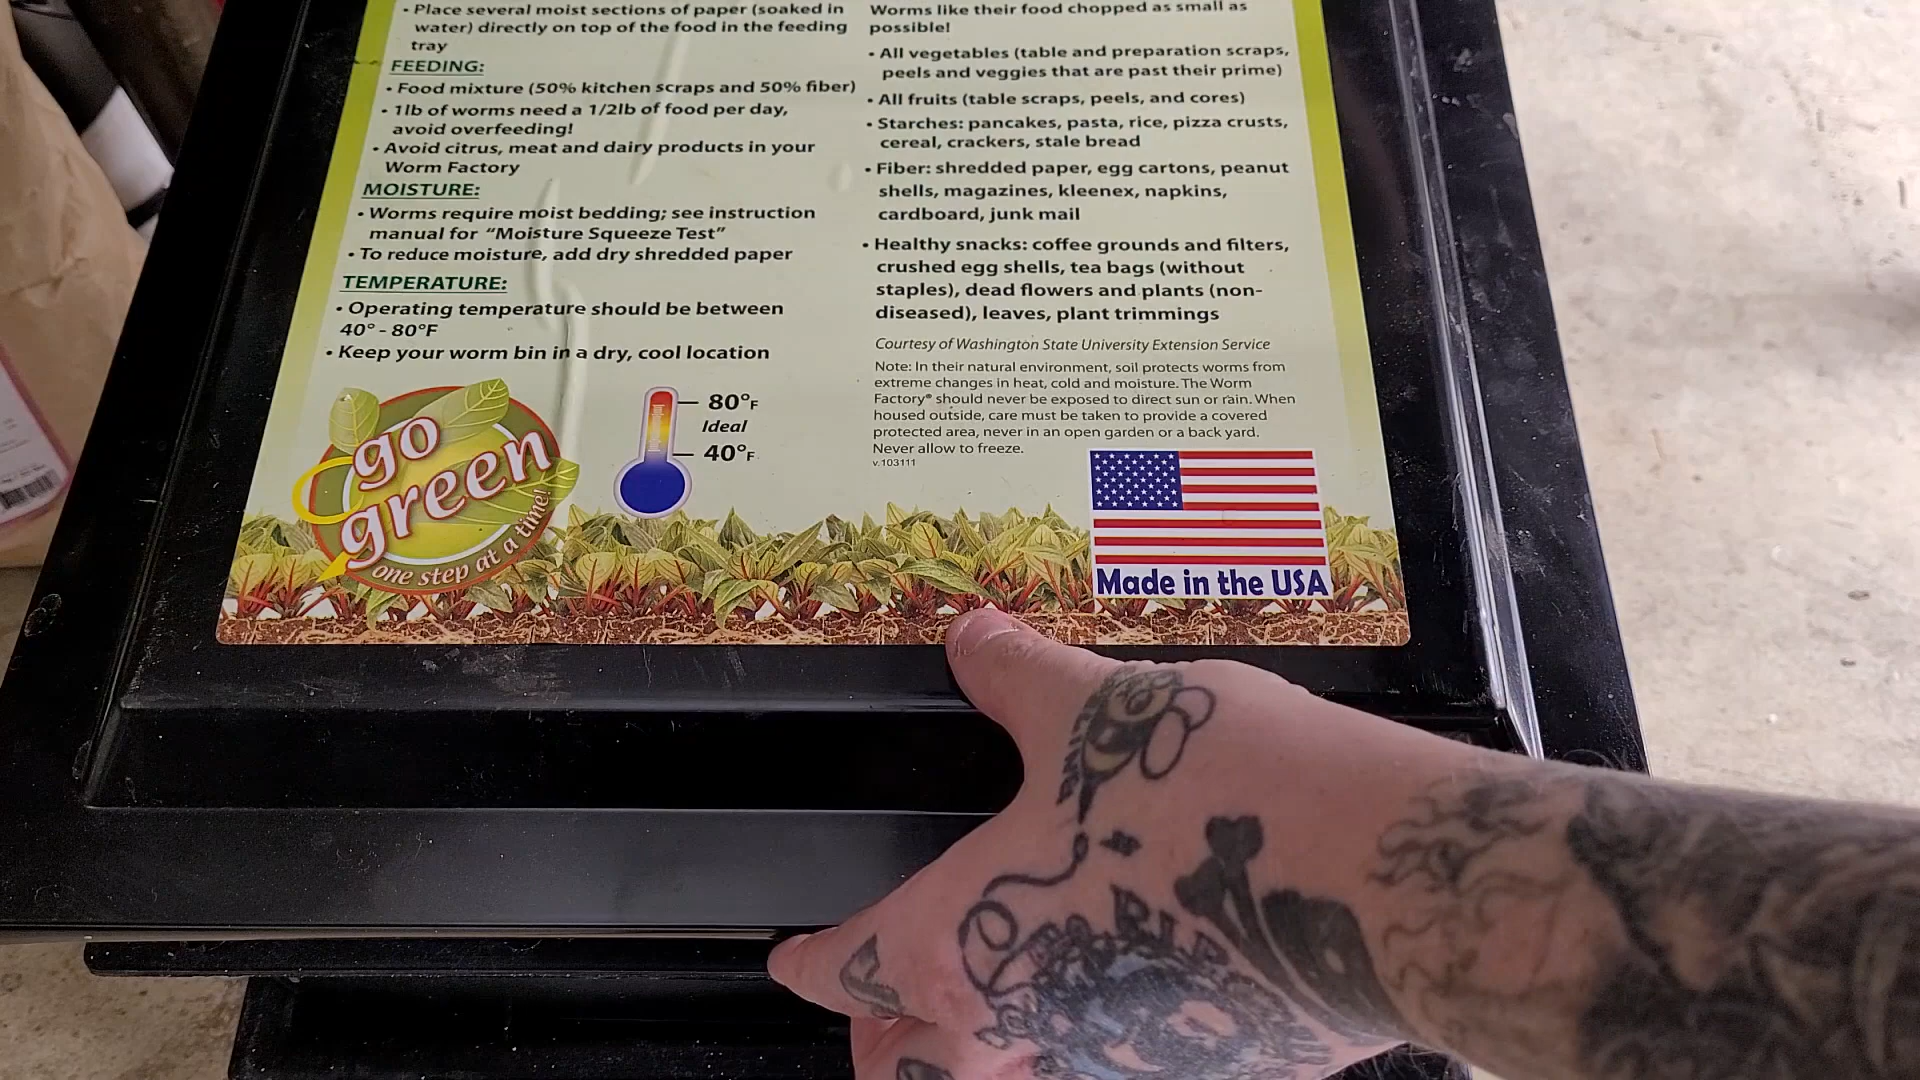 • Place several moist sections of paper (soaked in
water) directly on top of the food in the feeding
tray
FEEDING:
• Food mixture (50% kitchen scraps and 50% fiber)
• 1lb of worms need a 1/2lb of food per day,
avoid overfeeding!
• Avoid citrus, meat and dairy products in your
Worm Factory
MOISTURE:
• Worms require moist bedding; see instruction
manual for “Moisture Squeeze Test”
• To reduce moisture, add dry shredded paper
TEMPERATURE:
• Operating temperature should be between
40° - 80°F
• Keep your worm bin in a dry, cool location
go
green
one step at a time!
80°F
Ideal
40°F
Worms like their food chopped as small as
possible!
• All vegetables (table and preparation scraps,
peels and veggies that are past their prime)
• All fruits (table scraps, peels, and cores)
• Starches: pancakes, pasta, rice, pizza crusts,
cereal, crackers, stale bread
• Fiber: shredded paper, egg cartons, peanut
shells, magazines, kleenex, napkins,
cardboard, junk mail
• Healthy snacks: coffee grounds and filters,
crushed egg shells, tea bags (without
staples), dead flowers and plants (non-
diseased), leaves, plant trimmings
Courtesy of Washington State University Extension Service
Note: In their natural environment, soil protects worms from
extreme changes in heat, cold and moisture. The Worm
Factory® should never be exposed to direct sun or rain. When
housed outside, care must be taken to provide a covered
protected area, never in an open garden or a back yard.
Never allow to freeze.
v.103111
Made in the USA